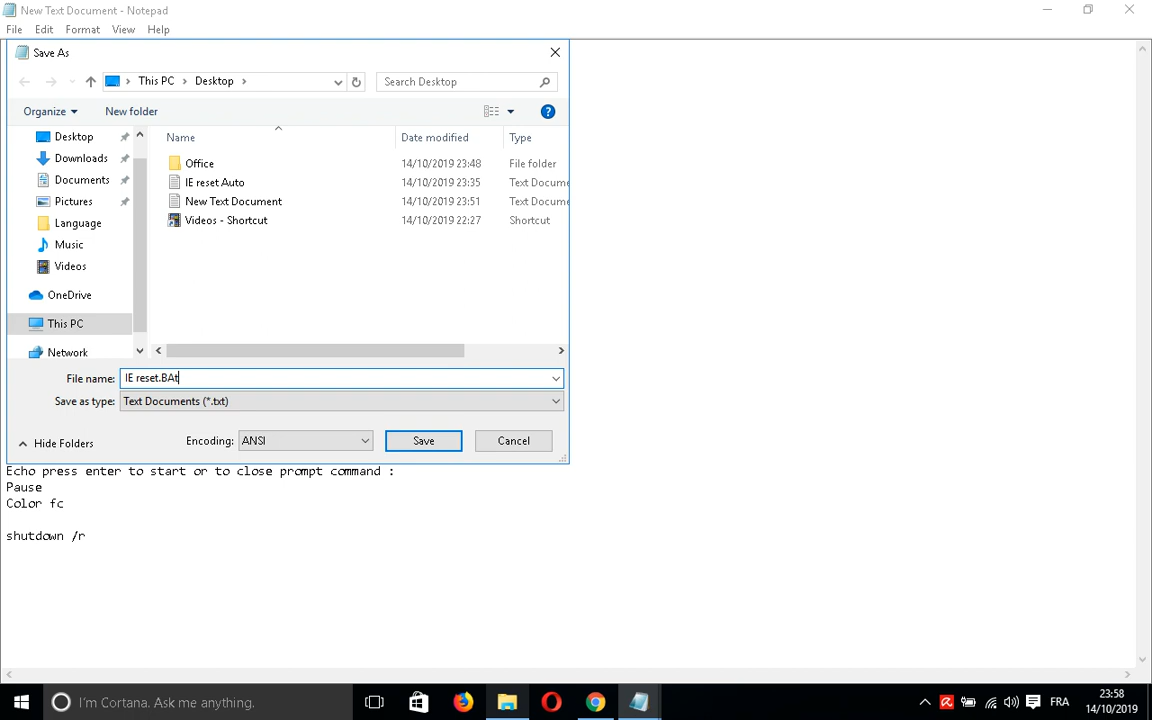 New Text Document - Notepad
File Edit Format View Help
Save As
This PC Desktop
Search Desktop
Organize New folder
Name Date modified Type
Desktop
Downloads
Documents
Pictures
Language
Music
Videos
OneDrive
This PC
Network
Office 14/10/2019 23:48 File folder
IE reset Auto 14/10/2019 23:35 Text Docume
New Text Document 14/10/2019 23:51 Text Docume
Videos - Shortcut 14/10/2019 22:27 Shortcut
File name: IE reset.BAt
Save as type: Text Documents (*.txt)
Hide Folders Encoding: ANSI Save Cancel
Echo press enter to start or to close prompt command :
Pause
Color fc
shutdown /r
I'm Cortana. Ask me anything.
FRA
23:58
14/10/2019